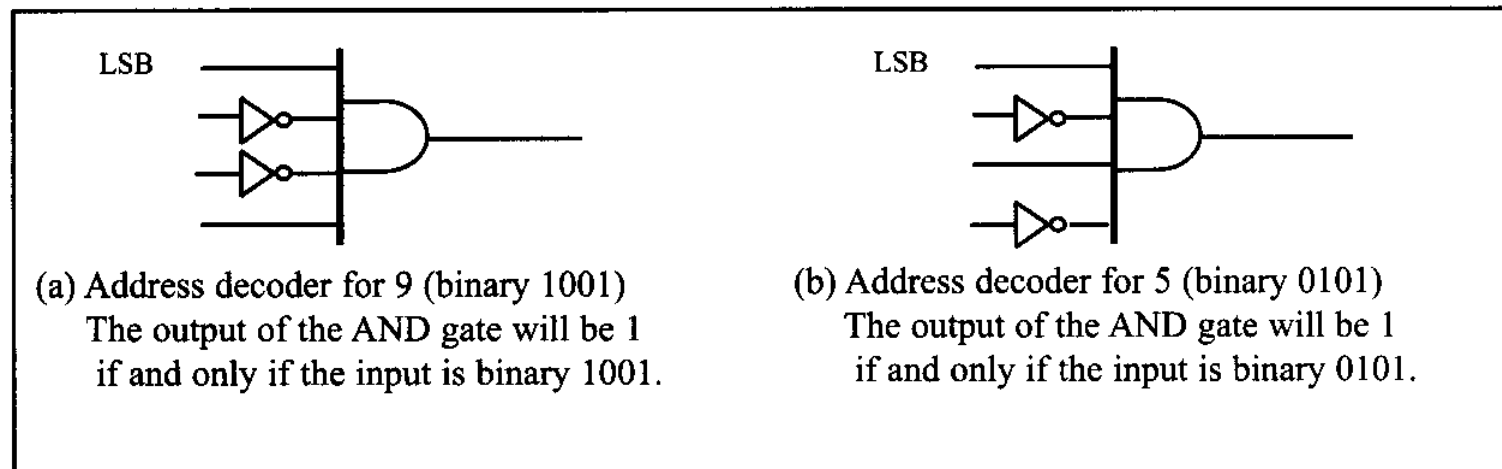 LSB
(a) Address decoder for 9 (binary 1001)
The output of the AND gate will be 1
if and only if the input is binary 1001.
LSB
(b) Address decoder for 5 (binary 0101)
The output of the AND gate will be 1
if and only if the input is binary 0101.